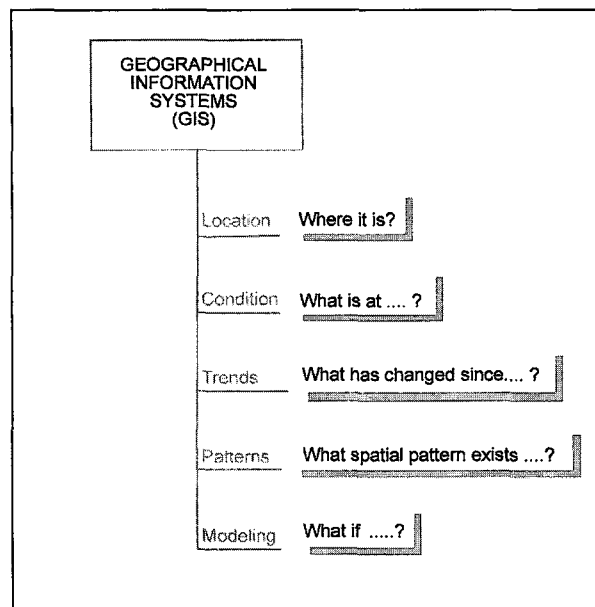 GEOGRAPHICAL
INFORMATION
SYSTEMS
(GIS)
Location Where it is?
Condition What is at .... ?
Trends What has changed since.... ?
Patterns What spatial pattern exists ....?
Modeling What if .....?